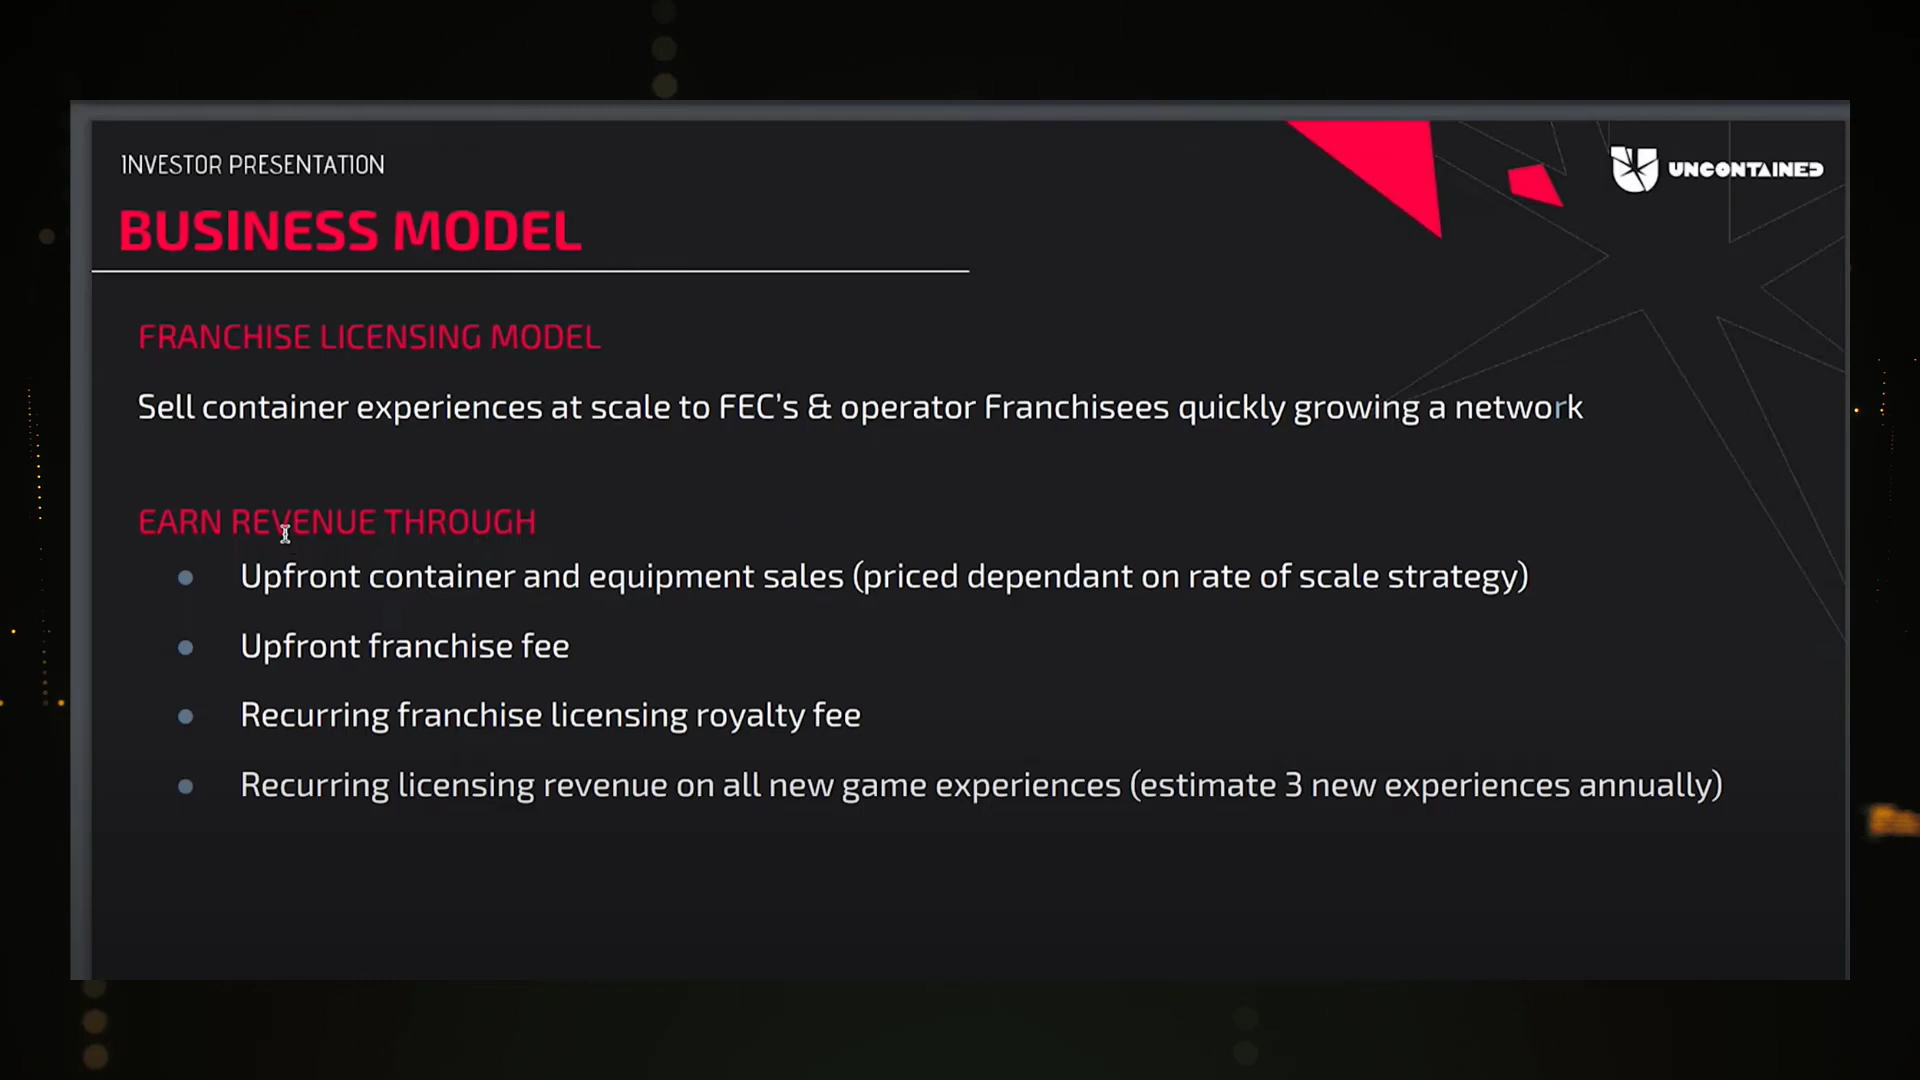 INVESTOR PRESENTATION
UNCONTAINED
BUSINESS MODEL
FRANCHISE LICENSING MODEL
Sell container experiences at scale to FEC's & operator Franchisees quickly growing a network
EARN REVENUE THROUGH
Upfront container and equipment sales (priced dependant on rate of scale strategy)
Upfront franchise fee
Recurring franchise licensing royalty fee
Recurring licensing revenue on all new game experiences (estimate 3 new experiences annually)